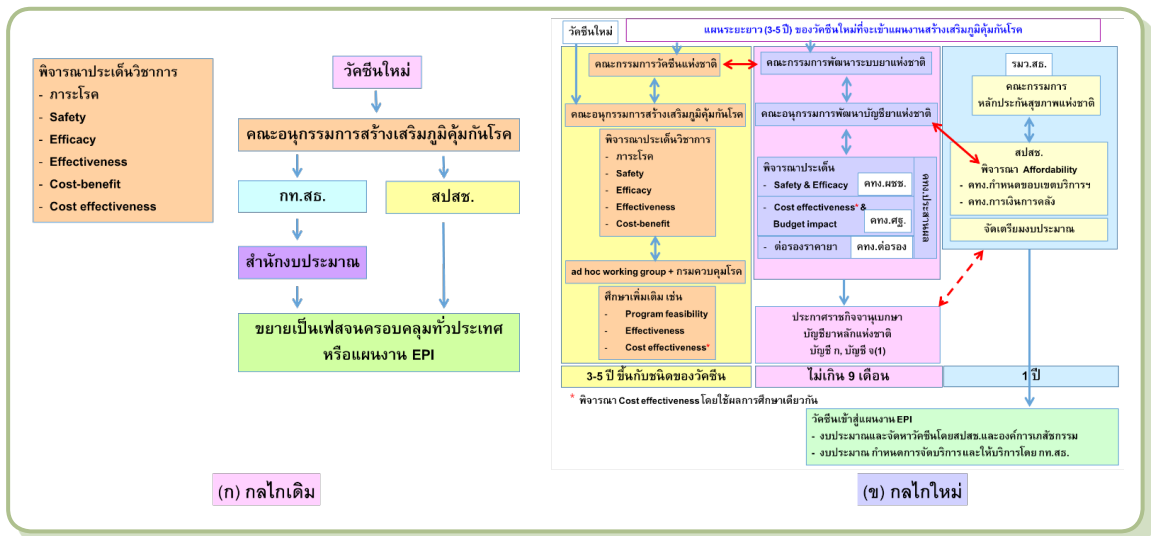 พิจารณาประเด็นวิชาการ
- ภาระโรค
- Safety
- Efficacy
- Effectiveness
- Cost-benefit
- Cost effectiveness
วัคซีนใหม่
คณะอนุกรรมการสร้างเสริมภูมิคุ้มกันโรค
กท.สธ.
สปสช.
สำนักงบประมาณ
ขยายเป็นเฟสจนครอบคลุมทั่วประเทศ
หรือแผนงาน EPI
(ก) กลไกเดิม
วัคซีนใหม่
แผนระยะยาว (3-5 ปี) ของวัคซีนใหม่ที่จะเข้าแผนงานสร้างเสริมภูมิคุ้มกันโรค
คณะกรรมการวัคซีนแห่งชาติ
คณะอนุกรรมการสร้างเสริมภูมิคุ้มกันโรค
พิจารณาประเด็นวิชาการ
- ภาระโรค
- Safety
- Efficacy
- Effectiveness
- Cost-benefit
ad hoc working group + กรมควบคุมโรค
ศึกษาเพิ่มเติม เช่น
- Program feasibility
- Effectiveness
- Cost effectiveness*
3-5 ปี ขึ้นกับชนิดของวัคซีน
คณะกรรมการพัฒนาระบบยาแห่งชาติ
คณะอนุกรรมการพัฒนาบัญชียาแห่งชาติ
พิจารณาประเด็น
- Safety & Efficacy
คทง.ผชช.
- Cost effectiveness* &
Budget impact
คทง.ศฐ.
- ต่อรองราคายา
คทง.ต่อรอง
คทง.ประสานผล
ประกาศราชกิจจานุเบกษา
บัญชียาหลักแห่งชาติ
บัญชี ก, บัญชี จ(1)
ไม่เกิน 9 เดือน
รมว.สธ.
คณะกรรมการ
หลักประกันสุขภาพแห่งชาติ
สปสช.
พิจารณา Affordability
- คทง.กำหนดขอบเขตบริการฯ
- คทง.การเงินการคลัง
จัดเตรียมงบประมาณ
1 ปี
* พิจารณา Cost effectiveness โดยใช้ผลการศึกษาเดียวกัน
วัคซีนเข้าสู่แผนงาน EPI
- งบประมาณและจัดหาวัคซีนโดยสปสช.และองค์การเภสัชกรรม
- งบประมาณ กำหนดการจัดบริการ และให้บริการโดย กท.สธ.
(ข) กลไกใหม่